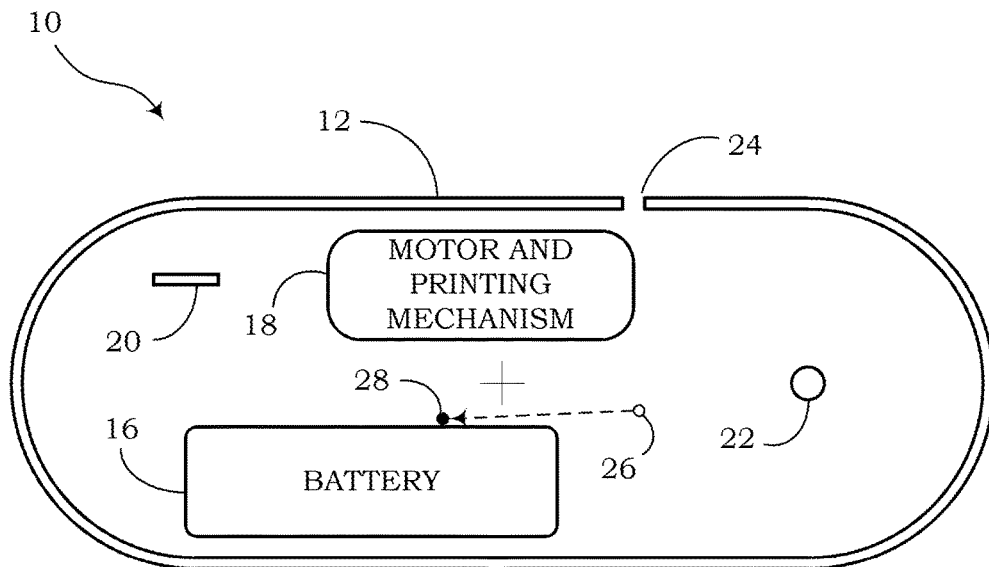 10
12
24
MOTOR AND
PRINTING
MECHANISM
18
20
28
16
26
22
BATTERY